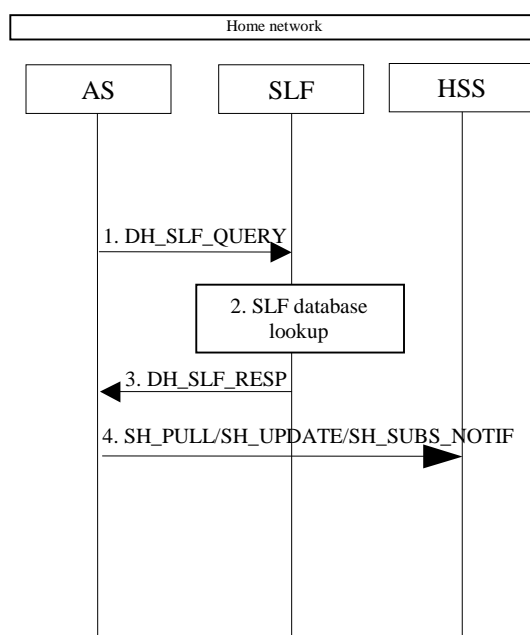 Home network
AS
SLF
HSS
1. DH_SLF_QUERY
2. SLF database
lookup
3. DH_SLF_RESP
4. SH_PULL/SH_UPDATE/SH_SUBS_NOTIF